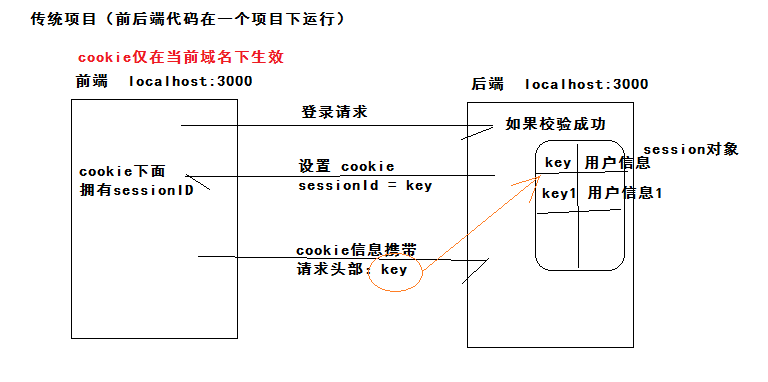 传统项目（前后端代码在一个项目下运行）
cookie仅在当前域名下生效
前端 localhost:3000
后端 localhost:3000
登录请求
如果校验成功
session对象
key 用户信息
key1 用户信息1
cookie下面
拥有sessionID
设置 cookie
sessionId = key
cookie信息携带
请求头部：key